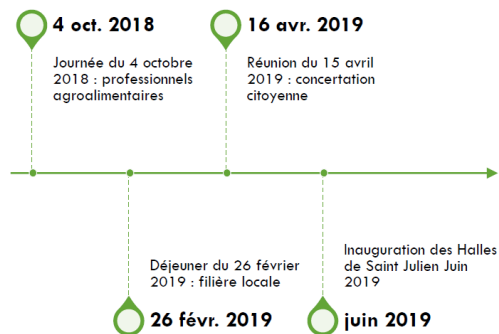 4 oct. 2018
Journée du 4 octobre
2018 : professionnels
agroalimentaires
16 avr. 2019
Réunion du 15 avril
2019 : concertation
citoyenne
Déjeuner du 26 février
2019 : filière locale
26 févr. 2019
Inauguration des Halles
de Saint Julien Juin
2019
juin 2019